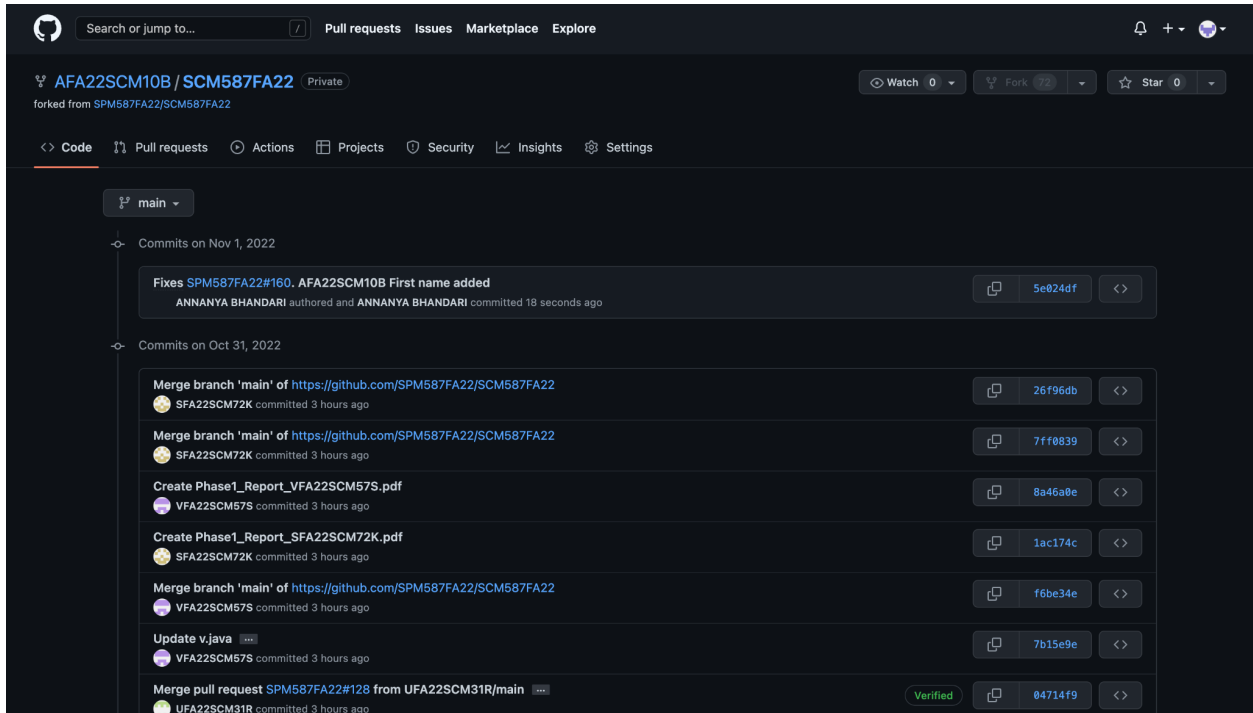 Search or jump to... / Pull requests Issues Marketplace Explore
AFA22SCM10B / SCM587FA22 Private
Watch 0 Fork 72 Star 0
forked from SPM587FA22/SCM587FA22
<> Code Pull requests Actions Projects Security Insights Settings
main
Commits on Nov 1, 2022
Fixes SPM587FA22#160. AFA22SCM10B First name added
ANNANYA BHANDARI authored and ANNANYA BHANDARI committed 18 seconds ago
5e024df <>
Commits on Oct 31, 2022
Merge branch 'main' of https://github.com/SPM587FA22/SCM587FA22
SFA22SCM72K committed 3 hours ago
26f96db <>
Merge branch 'main' of https://github.com/SPM587FA22/SCM587FA22
SFA22SCM72K committed 3 hours ago
7ff0839 <>
Create Phase1_Report_VFA22SCM57S.pdf
VFA22SCM57S committed 3 hours ago
8a46a0e <>
Create Phase1_Report_SFA22SCM72K.pdf
SFA22SCM72K committed 3 hours ago
1ac174c <>
Merge branch 'main' of https://github.com/SPM587FA22/SCM587FA22
VFA22SCM57S committed 3 hours ago
f6be34e <>
Update v.java ...
VFA22SCM57S committed 3 hours ago
7b15e9e <>
Merge pull request SPM587FA22#128 from UFA22SCM31R/main ...
UFA22SCM31R committed 3 hours ago
Verified 04714f9 <>